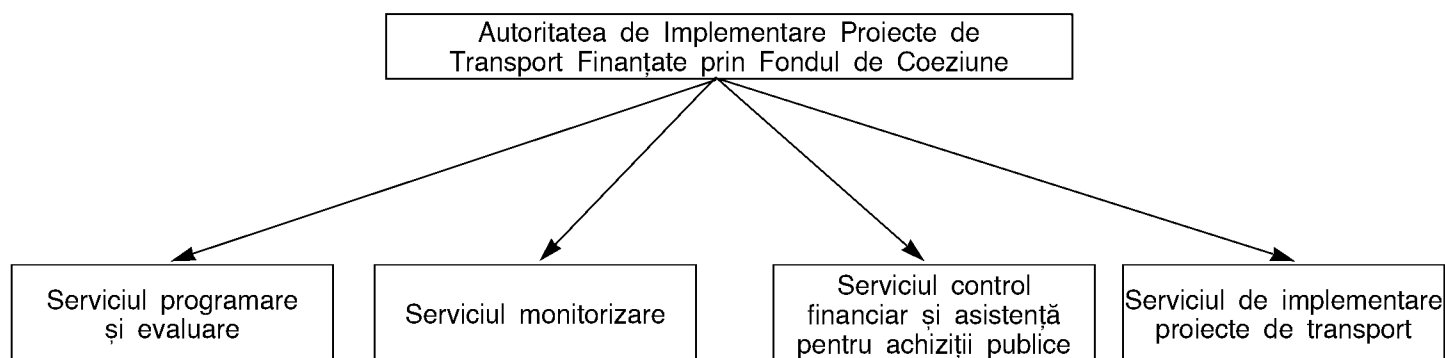 Autoritatea de Implementare Proiecte de
Transport Finanțate prin Fondul de Coeziune
Serviciul programare
și evaluare
Serviciul monitorizare
Serviciul control
financiar și asistență
pentru achiziții publice
Serviciul de implementare
proiecte de transport